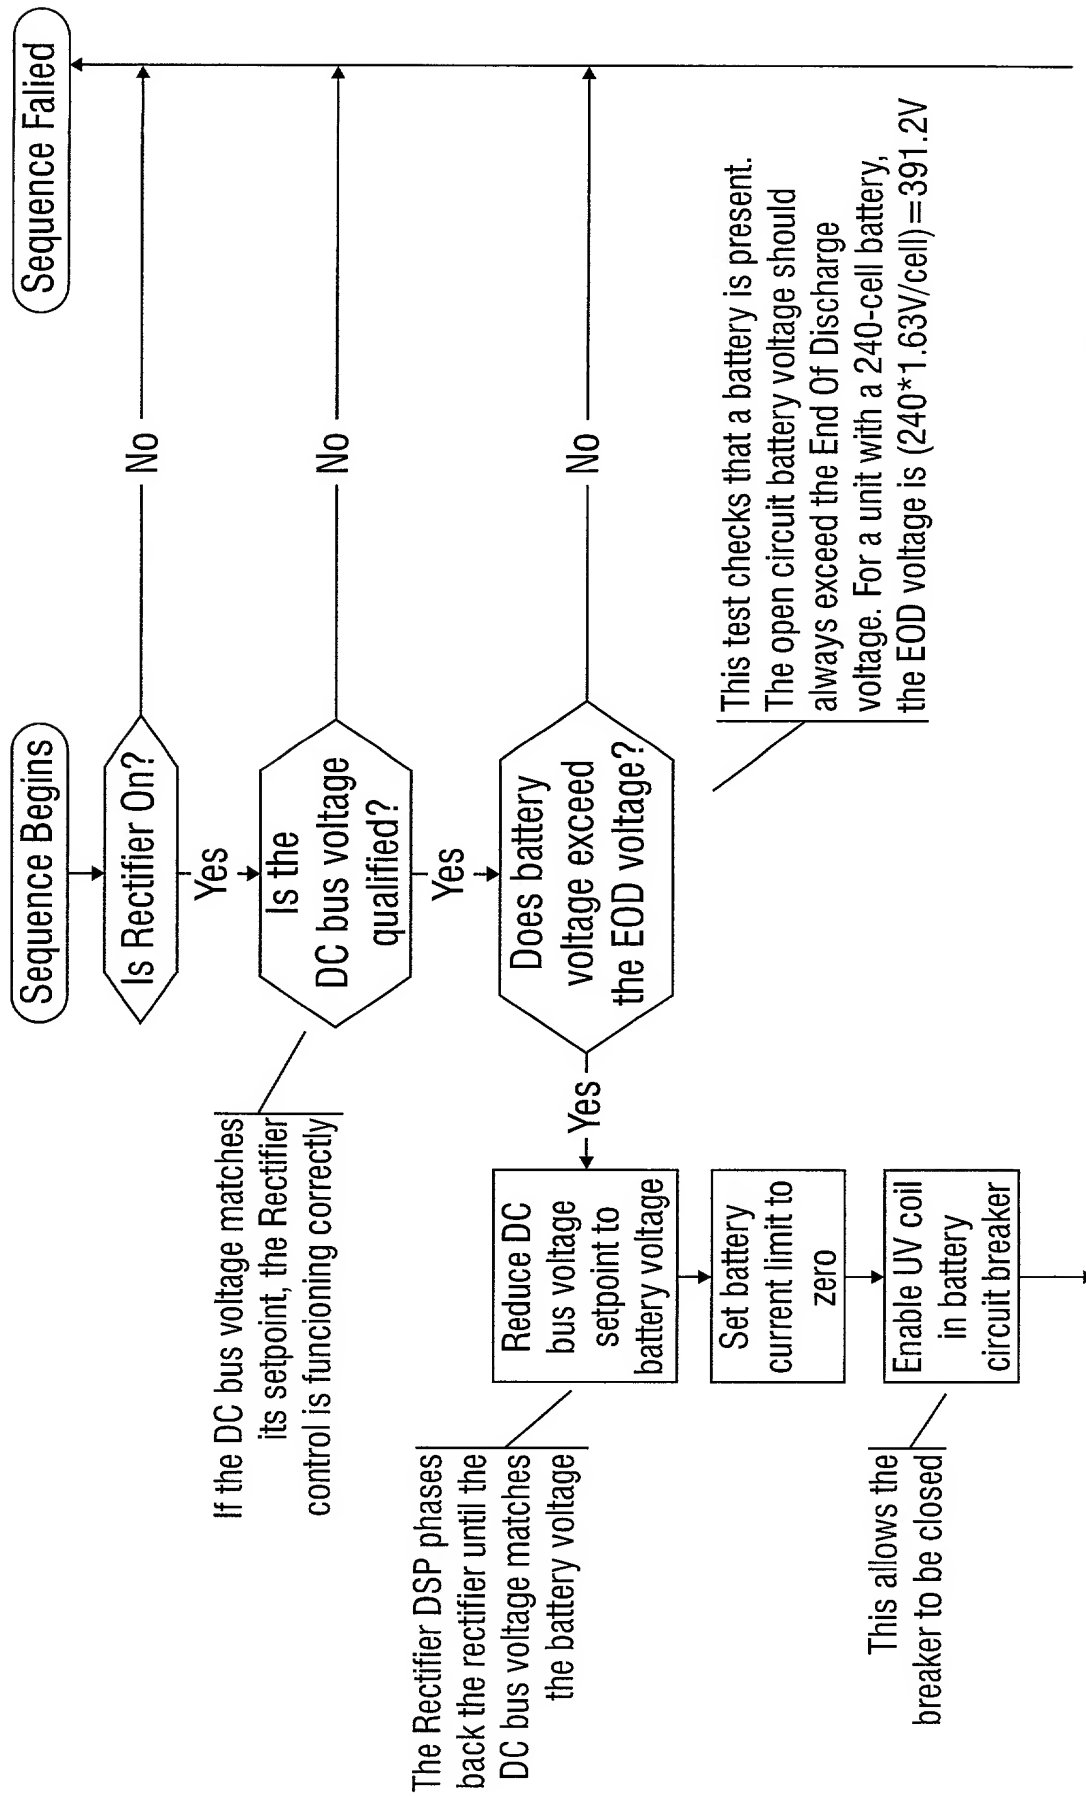 Sequence Begins
Sequence Falied
Is Rectifier On?
No
Yes
If the DC bus voltage matches
its setpoint, the Rectifier
control is funcioning correctly
Is the
DC bus voltage
qualified?
No
Yes
Does battery
voltage exceed
the EOD voltage?
No
Yes
This test checks that a battery is present.
The open circuit battery voltage should
always exceed the End Of Discharge
voltage. For a unit with a 240-cell battery,
the EOD voltage is (240*1.63V/cell)=391.2V
The Rectifier DSP phases
back the rectifier until the
DC bus voltage matches
the battery voltage
Reduce DC
bus voltage
setpoint to
battery voltage
Set battery
current limit to
zero
This allows the
breaker to be closed
Enable UV coil
in battery
circuit breaker